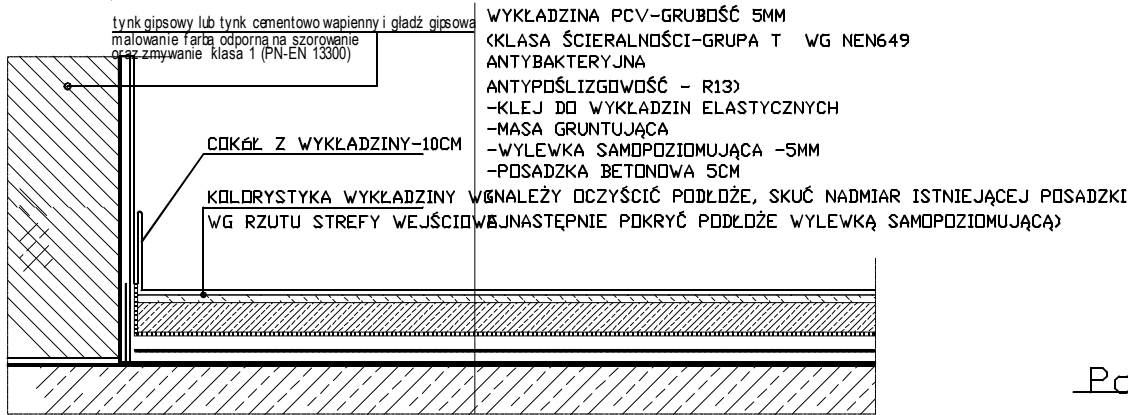 tynk gipsowy lub tynk cementowo wapienny i gładź gipsowa
malowanie farbą odporną na szorowanie
oraz zmywanie klasa 1 (PN-EN 13300)
WYKŁADZINA PCV-GRUBOŚĆ 5MM
(KLASA ŚCIERALNOŚCI-GRUPA T WG NEN649
ANTYBAKTERYJNA
ANTYPOŚLIZGOWOŚĆ - R13)
-KLEJ DO WYKŁADZIN ELASTYCZNYCH
-MASA GRUNTUJĄCA
-WYLEWKA SAMOPOZIOMUJĄCA -5MM
-POSADZKA BETONOWA 5CM
(NALEŻY OCZYŚCIĆ PODŁOŻE, SKUĆ NADMIAR ISTNIEJĄCEJ POSADZKI
NASTĘPNIE POKRYĆ PODŁOŻE WYLEWKĄ SAMOPOZIOMUJĄCĄ)
COKÓŁ Z WYKŁADZINY-10CM
KOLORYSTYKA WYKŁADZINY WG
WG RZUTU STREFY WEJŚCIOWEJ